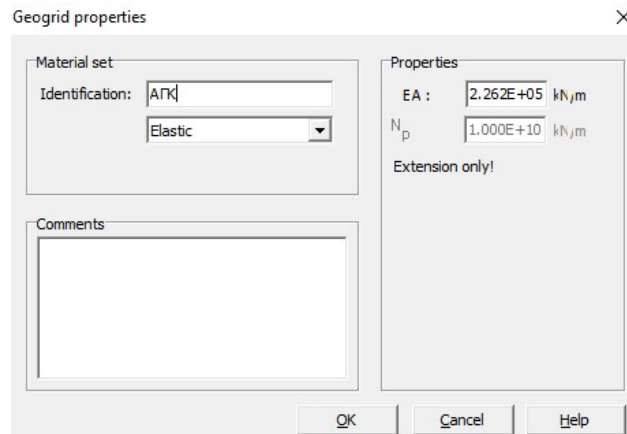 Geogrid properties
Material set
Identification: АГК
Elastic
Comments
Properties
EA : 2.262E+05 kN/m
Np 1.000E+10 kN/m
Extension only!
OK Cancel Help